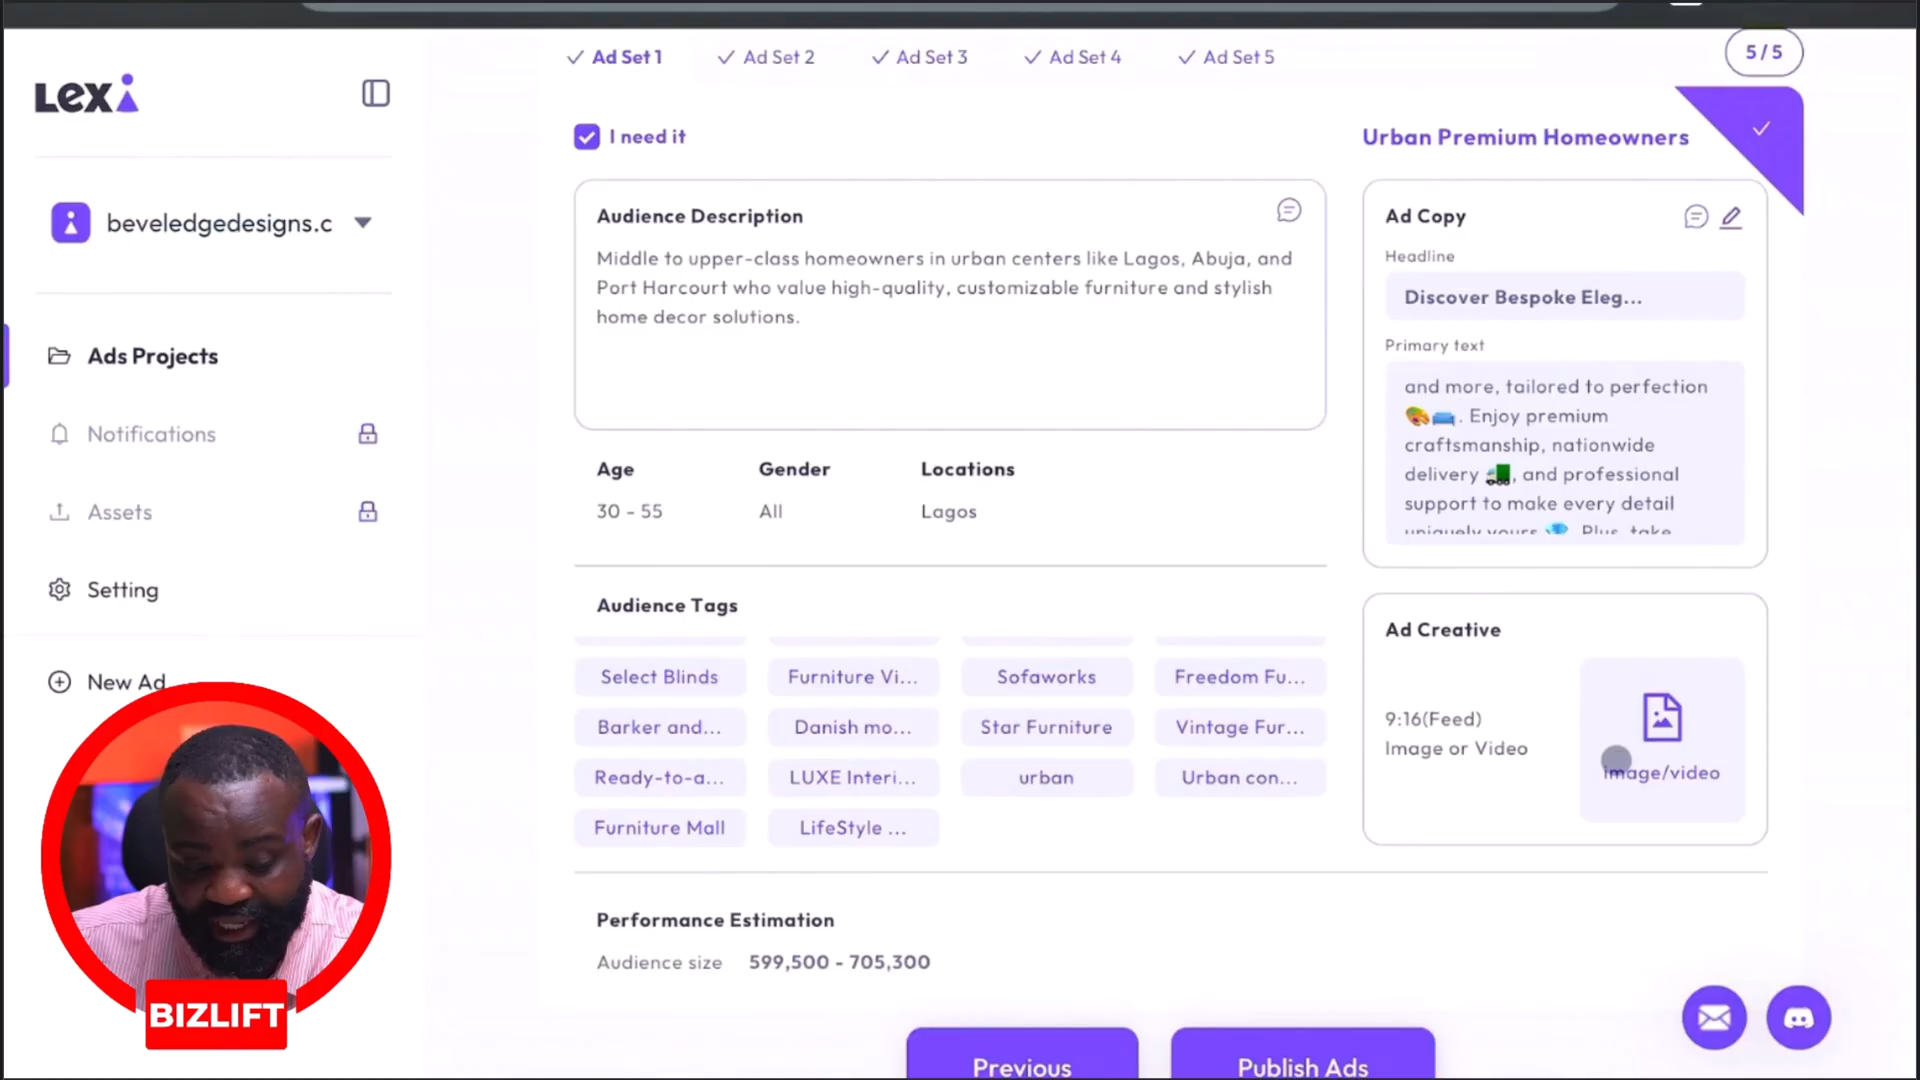 Ad Set 1
Ad Set 2
Ad Set 3
Ad Set 4
Ad Set 5
5 / 5
Lexi
beveledgedesigns.c
Ads Projects
Notifications
Assets
Setting
New Ad
I need it
Audience Description
Middle to upper-class homeowners in urban centers like Lagos, Abuja, and
Port Harcourt who value high-quality, customizable furniture and stylish
home decor solutions.
Age
Gender
Locations
30 - 55
All
Lagos
Audience Tags
Select Blinds
Furniture Vi...
Sofaworks
Freedom Fu...
Barker and...
Danish mo...
Star Furniture
Vintage Fur...
Ready-to-a...
LUXE Interi...
urban
Urban con...
Furniture Mall
LifeStyle ...
Performance Estimation
Audience size 599,500 - 705,300
Urban Premium Homeowners
Ad Copy
Headline
Discover Bespoke Eleg...
Primary text
and more, tailored to perfection
🎨🛋️. Enjoy premium
craftsmanship, nationwide
delivery 🚛, and professional
support to make every detail
uniquely yours 💎. Plus, take
Ad Creative
9:16(Feed)
Image or Video
image/video
Previous
Publish Ads
BIZLIFT